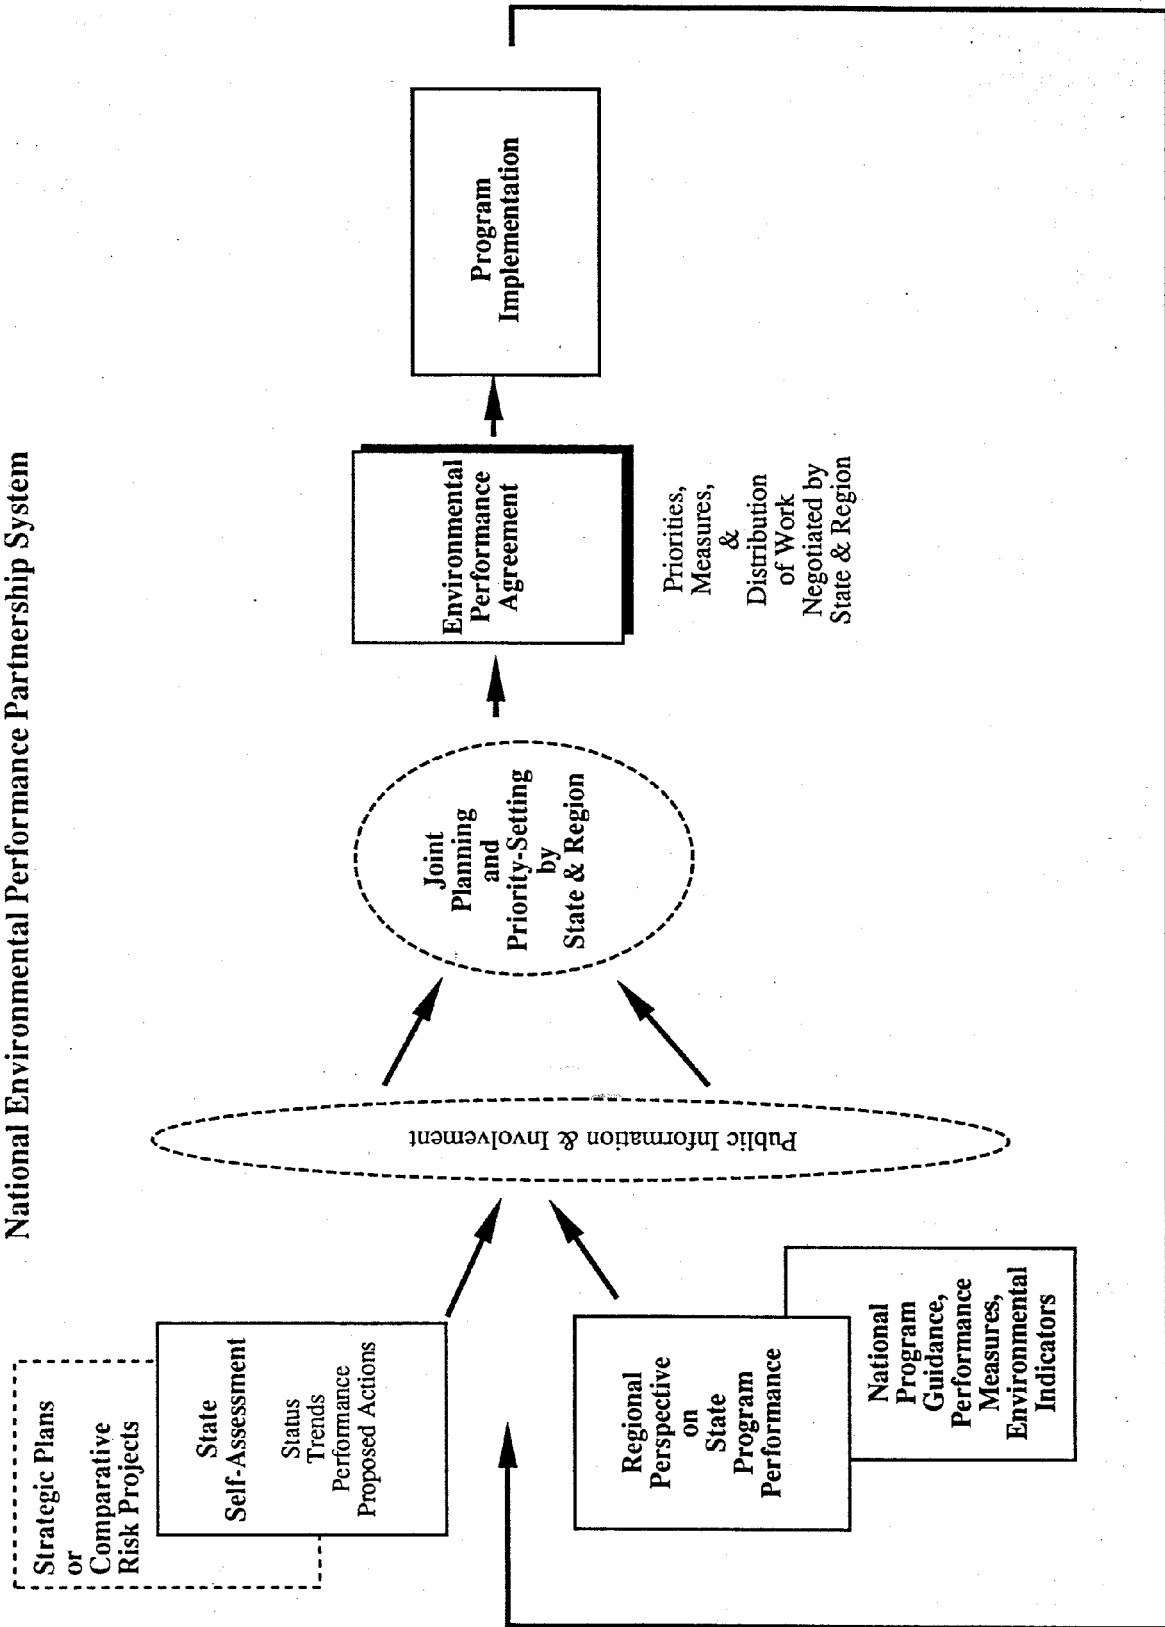 National Environmental Performance Partnership System
Strategic Plans
or
Comparative
Risk Projects
State
Self-Assessment
Status
Trends
Performance
Proposed Actions
Regional
Perspective
on
State
Program
Performance
National
Program
Guidance,
Performance
Measures,
Environmental
Indicators
Public Information & Involvement
Joint
Planning
and
Priority-Setting
by
State & Region
Environmental
Performance
Agreement
Priorities,
Measures,
&
Distribution
of Work
Negotiated by
State & Region
Program
Implementation